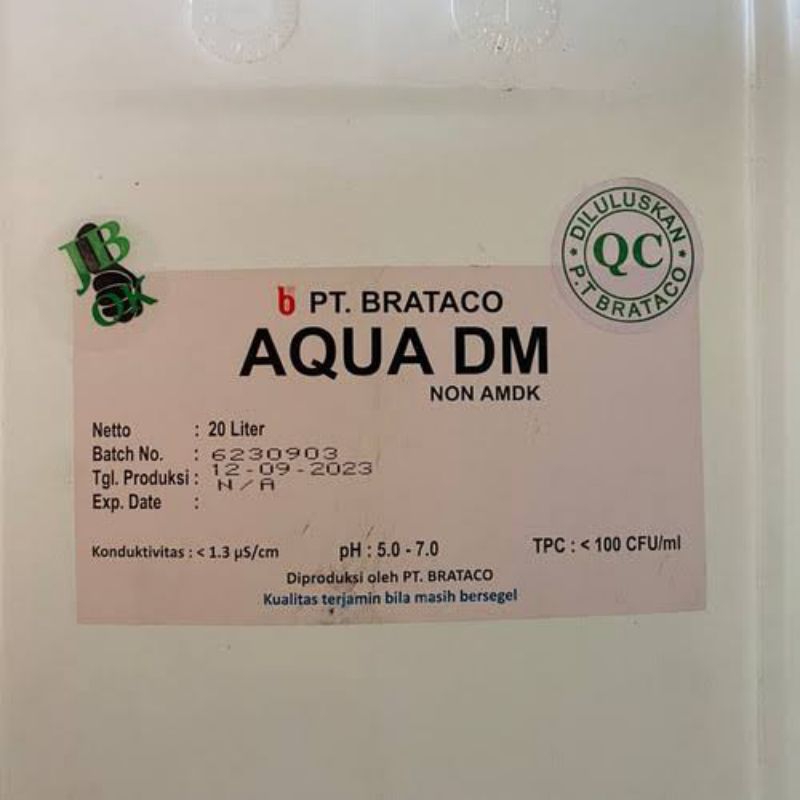 JB
OK
DILULUSKAN
QC
P.T BRATACO
b PT. BRATACO
AQUA DM
NON AMDK
Netto : 20 Liter
Batch No. : 6230903
Tgl. Produksi : 12-09-2023
Exp. Date : N/A
Konduktivitas : < 1.3 µS/cm pH : 5.0 - 7.0 TPC : < 100 CFU/ml
Diproduksi oleh PT. BRATACO
Kualitas terjamin bila masih bersegel